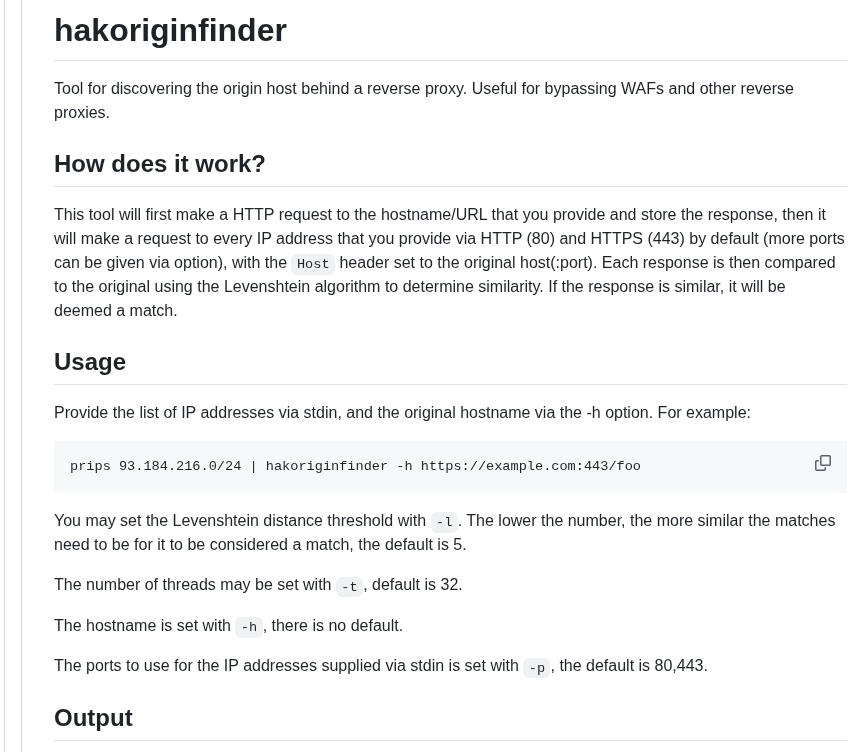 hakoriginfinder
Tool for discovering the origin host behind a reverse proxy. Useful for bypassing WAFs and other reverse
proxies.
How does it work?
This tool will first make a HTTP request to the hostname/URL that you provide and store the response, then it
will make a request to every IP address that you provide via HTTP (80) and HTTPS (443) by default (more ports
can be given via option), with the Host header set to the original host(:port). Each response is then compared
to the original using the Levenshtein algorithm to determine similarity. If the response is similar, it will be
deemed a match.
Usage
Provide the list of IP addresses via stdin, and the original hostname via the -h option. For example:
prips 93.184.216.0/24 | hakoriginfinder -h https://example.com:443/foo
You may set the Levenshtein distance threshold with -l. The lower the number, the more similar the matches
need to be for it to be considered a match, the default is 5.
The number of threads may be set with -t, default is 32.
The hostname is set with -h, there is no default.
The ports to use for the IP addresses supplied via stdin is set with -p, the default is 80,443.
Output